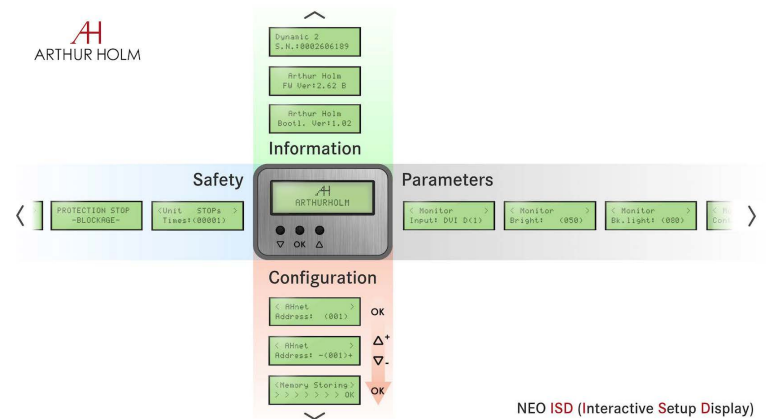 AH
ARTHUR HOLM
Dynamic 2
S.N.:0002606189
Arthur Holm
FW Ver:2.62 B
Arthur Holm
Bootl. Ver:1.02
Information
Safety
PROTECTION STOP
-BLOCKAGE-
<Unit STOPs >
Times:(00001)
AH
ARTHURHOLM
▽ OK △
Parameters
< Monitor >
Input: DVI D(1)
< Monitor >
Bright: (050)
< Monitor >
Bk.light: (080)
Configuration
< AHnet >
Address: (001)
OK
< AHnet >
Address: -(001)+
△+
▽-
<Memory Storing>
> > > > > > > OK
OK
NEO ISD (Interactive Setup Display)